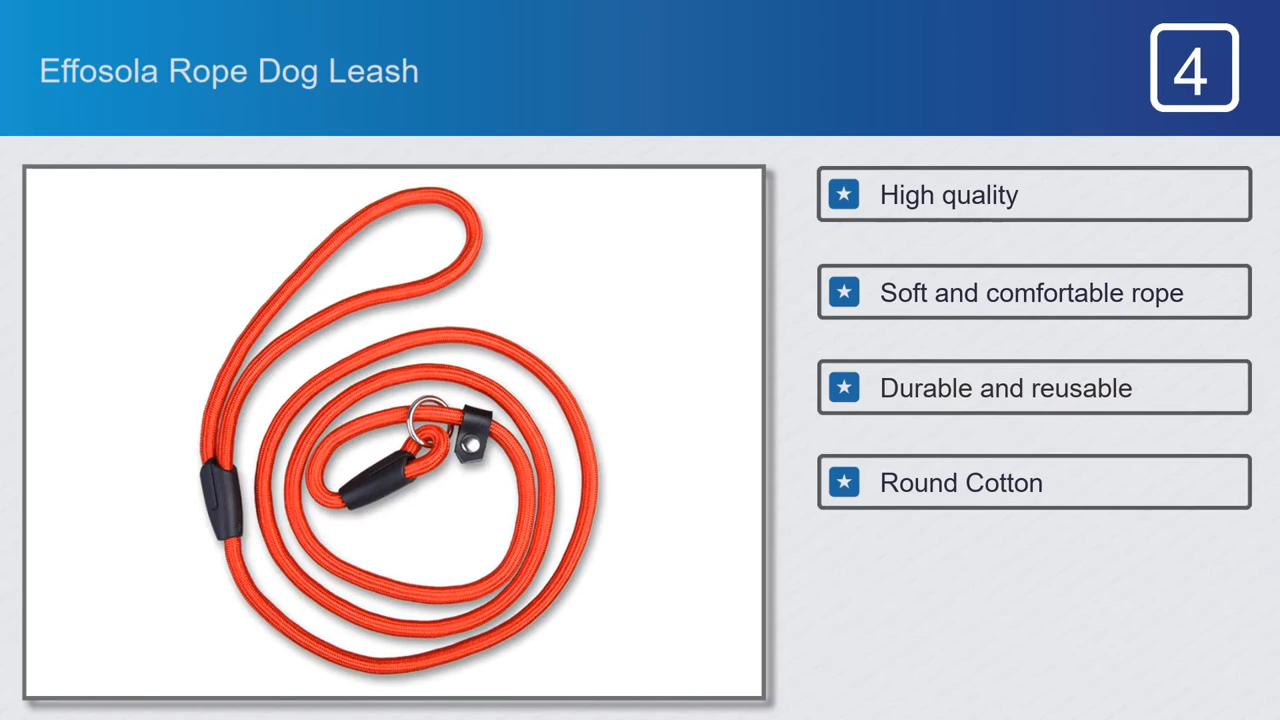 Effosola Rope Dog Leash
4
High quality
Soft and comfortable rope
Durable and reusable
Round Cotton